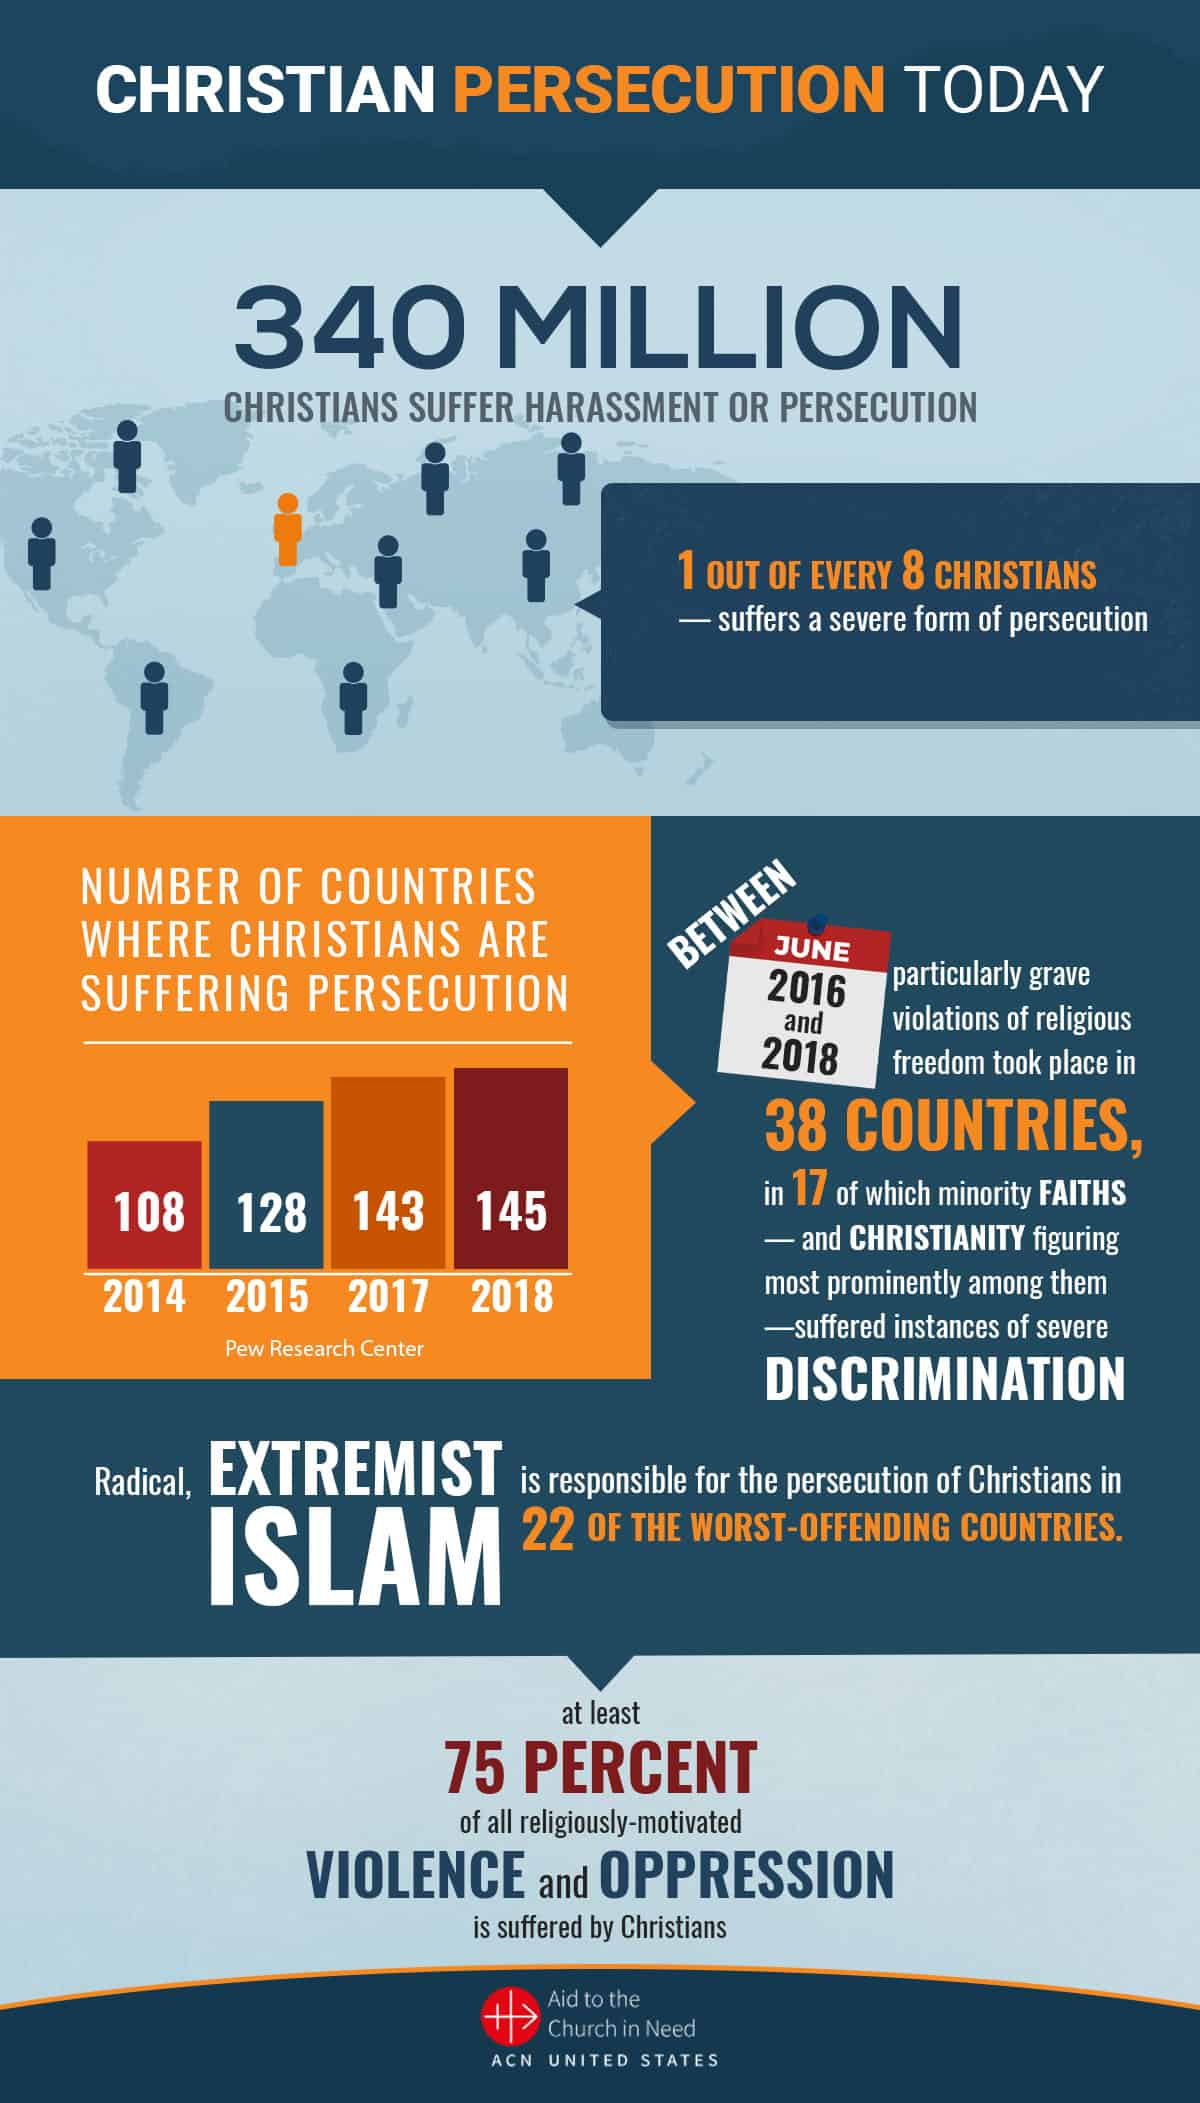 CHRISTIAN PERSECUTION TODAY
340 MILLION
CHRISTIANS SUFFER HARASSMENT OR PERSECUTION
1 OUT OF EVERY 8 CHRISTIANS
— suffers a severe form of persecution
NUMBER OF COUNTRIES
WHERE CHRISTIANS ARE
SUFFERING PERSECUTION
108 128 143 145
2014 2015 2017 2018
Pew Research Center
BETWEEN
JUNE
2016
and
2018
particularly grave
violations of religious
freedom took place in
38 COUNTRIES,
in 17 of which minority FAITHS
— and CHRISTIANITY figuring
most prominently among them
—suffered instances of severe
DISCRIMINATION
Radical, EXTREMIST
ISLAM
is responsible for the persecution of Christians in
22 OF THE WORST-OFFENDING COUNTRIES.
at least
75 PERCENT
of all religiously-motivated
VIOLENCE and OPPRESSION
is suffered by Christians
Aid to the
Church in Need
ACN UNITED STATES